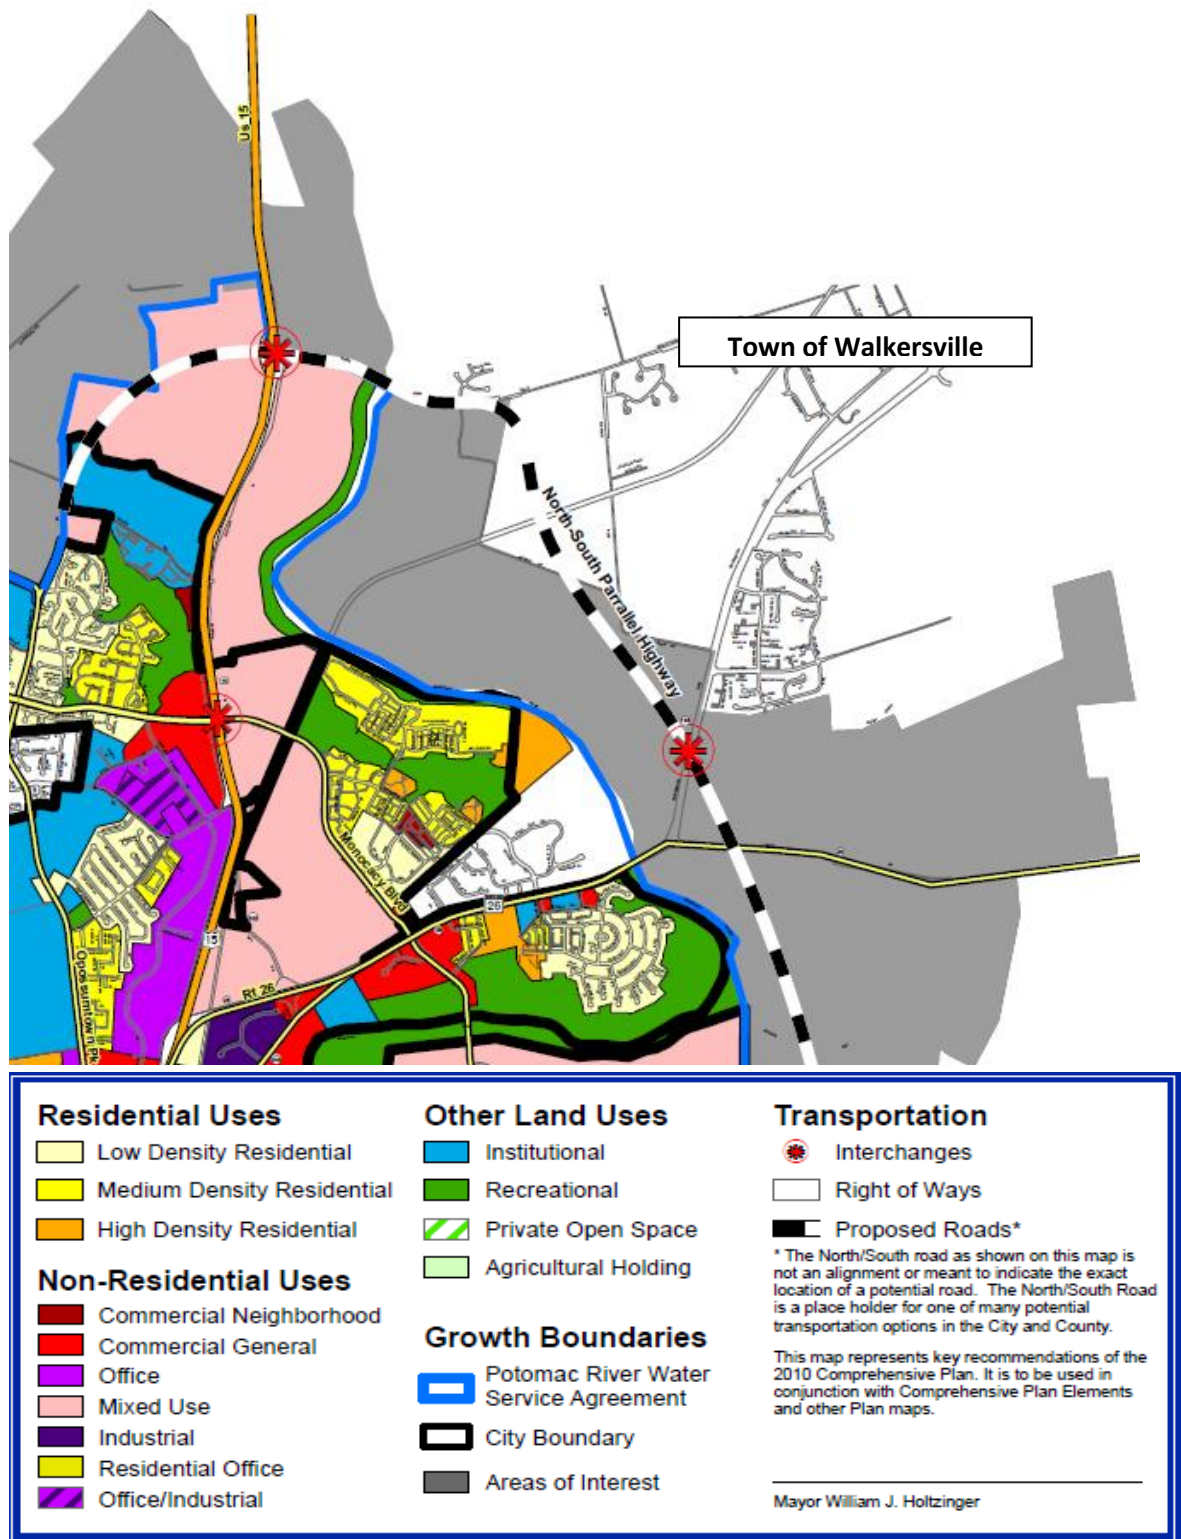 Us 15
Town of Walkersville
North-South Parrallel Highway
Monocacy Blvd
26
15
Rt 26
Opossumtown Pk
Residential Uses
Low Density Residential
Medium Density Residential
High Density Residential
Non-Residential Uses
Commercial Neighborhood
Commercial General
Office
Mixed Use
Industrial
Residential Office
Office/Industrial
Other Land Uses
Institutional
Recreational
Private Open Space
Agricultural Holding
Growth Boundaries
Potomac River Water
Service Agreement
City Boundary
Areas of Interest
Transportation
Interchanges
Right of Ways
Proposed Roads*
* The North/South road as shown on this map is
not an alignment or meant to indicate the exact
location of a potential road. The North/South Road
is a place holder for one of many potential
transportation options in the City and County.
This map represents key recommendations of the
2010 Comprehensive Plan. It is to be used in
conjunction with Comprehensive Plan Elements
and other Plan maps.
Mayor William J. Holtzinger